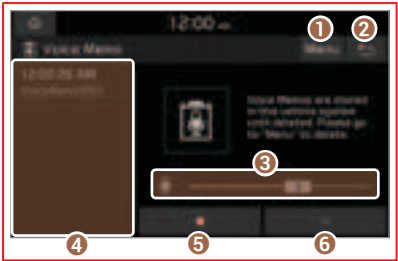 12:00
1
2
Voice Memo
Menu
12:00:26 AM
Voice Memos are stored
in the vehicle system
until deleted. Please go
to "Menu" to delete.
3
4
5
6